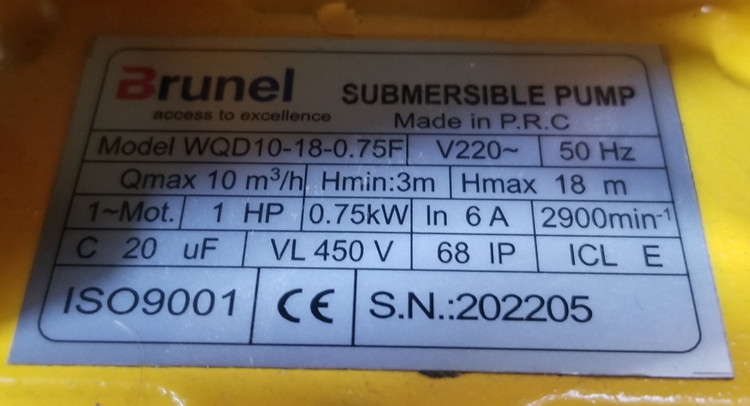 Brunel SUBMERSIBLE PUMP
access to excellence Made in P.R.C
Model WQD10-18-0.75F V220~ 50 Hz
Qmax 10 m³/h Hmin:3m Hmax 18 m
1~Mot. 1 HP 0.75kW In 6 A 2900min⁻¹
C 20 uF VL 450 V 68 IP ICL E
ISO9001 CE S.N.:202205